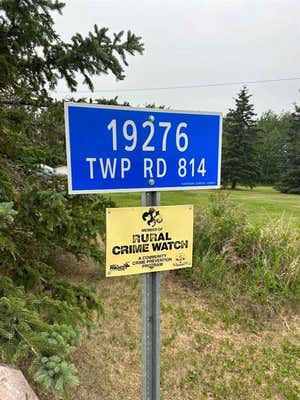 19276
TWP RD 814
MEMBER OF
RURAL
CRIME WATCH
A COMMUNITY
CRIME PREVENTION
PROGRAM